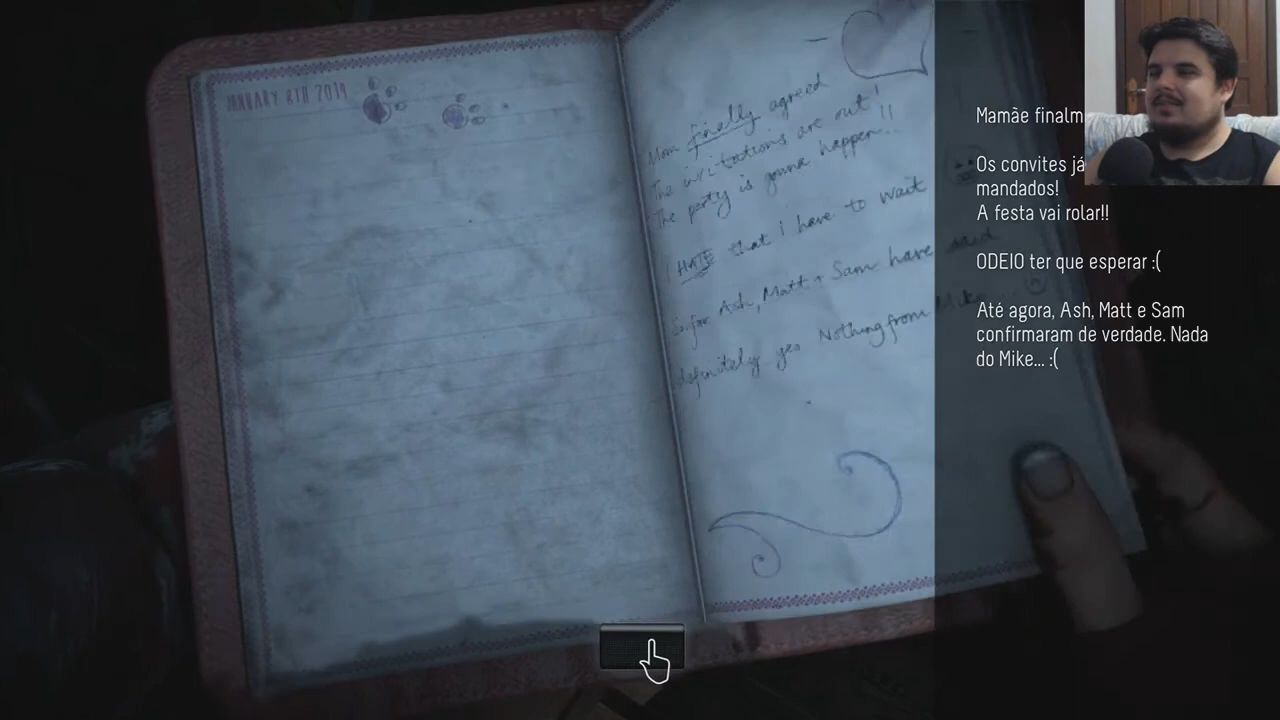 JANUARY 8TH 2014
Mom finally agreed
The invitations are out!
The party is gonna happen..!!
I HATE that I have to wait
So far Ash, Matt + Sam have said
definitely yes Nothing from Mike
Mamãe finalm
Os convites já
mandados!
A festa vai rolar!!
ODEIO ter que esperar :(
Até agora, Ash, Matt e Sam
confirmaram de verdade. Nada
do Mike... :(